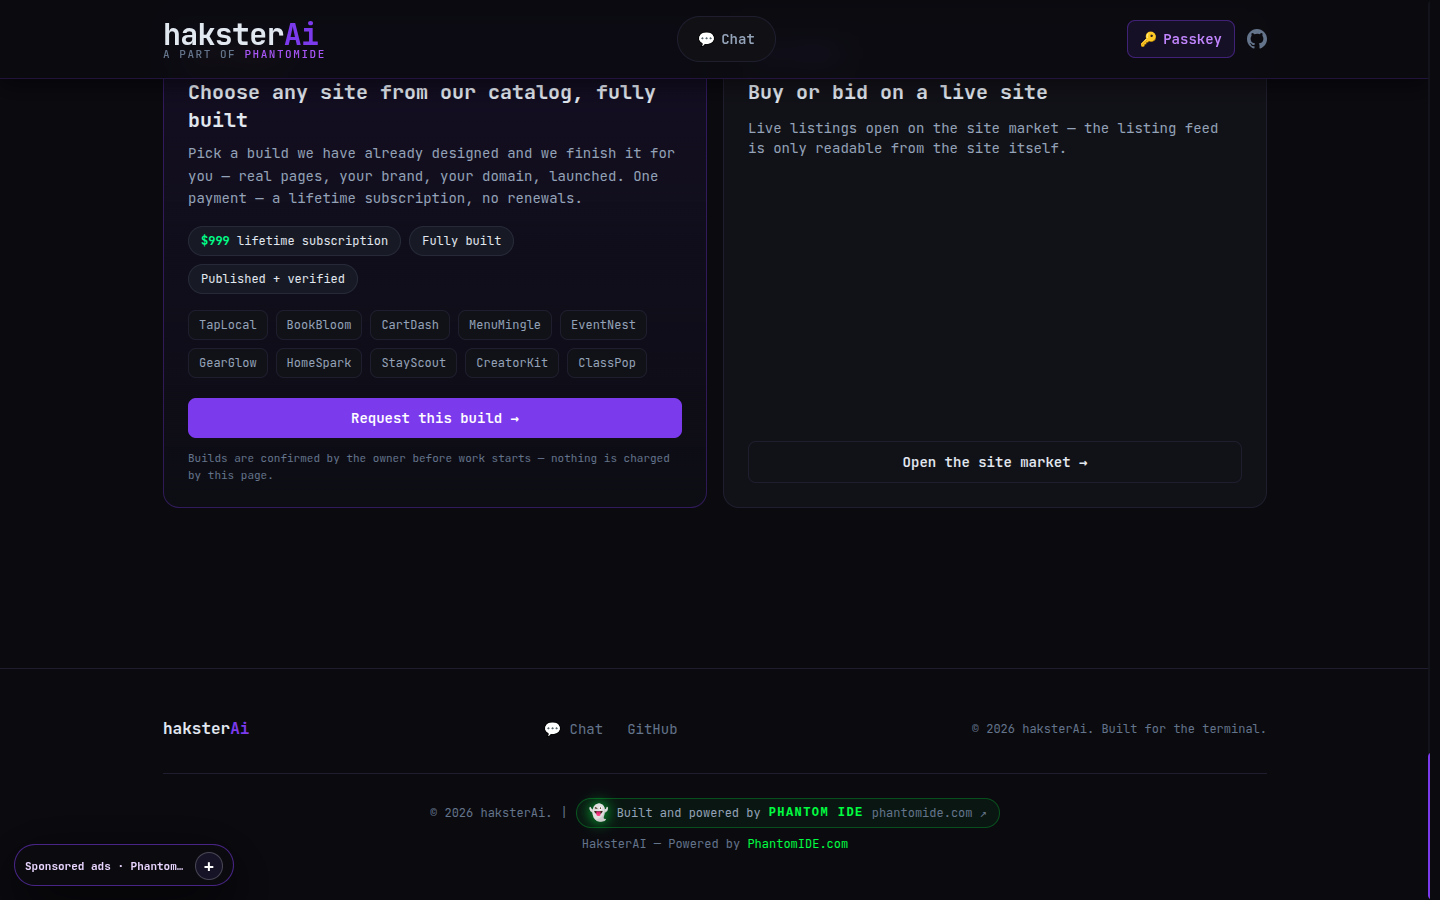 haksterAi
A PART OF PHANTOMIDE
💬 Chat
🔑 Passkey
Choose any site from our catalog, fully
built
Pick a build we have already designed and we finish it for
you — real pages, your brand, your domain, launched. One
payment — a lifetime subscription, no renewals.
$999 lifetime subscription
Fully built
Published + verified
TapLocal
BookBloom
CartDash
MenuMingle
EventNest
GearGlow
HomeSpark
StayScout
CreatorKit
ClassPop
Request this build →
Builds are confirmed by the owner before work starts — nothing is charged
by this page.
Buy or bid on a live site
Live listings open on the site market — the listing feed
is only readable from the site itself.
Open the site market →
haksterAi
💬 Chat
GitHub
© 2026 haksterAi. Built for the terminal.
© 2026 haksterAi. | 👻 Built and powered by PHANTOM IDE phantomide.com ↗
HaksterAI — Powered by PhantomIDE.com
Sponsored ads · Phantom…
+